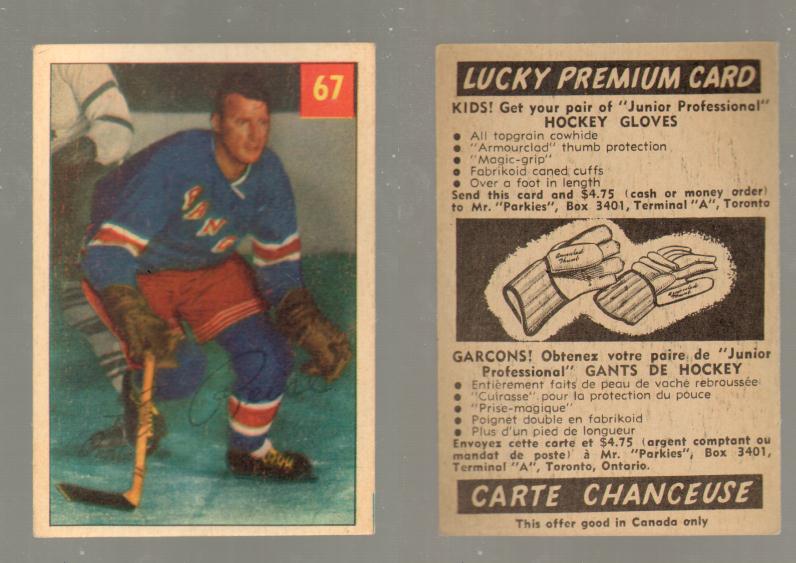 67
RANG
LUCKY PREMIUM CARD
KIDS! Get your pair of "Junior Professional"
HOCKEY GLOVES
● All topgrain cowhide
● "Armourclad" thumb protection
● "Magic-grip"
● Fabrikoid caned cuffs
● Over a foot in length
Send this card and $4.75 (cash or money order)
to Mr. "Parkies", Box 3401, Terminal "A", Toronto
GARCONS! Obtenez votre paire de "Junior
Professional" GANTS DE HOCKEY
● Entièrement faits de peau de vache rebroussée
● "Cuirasse" pour la protection du pouce
● "Prise-magique"
● Poignet double en fabrikoid
● Plus d'un pied de longueur
Envoyez cette carte et $4.75 (argent comptant ou
mandat de poste) à Mr. "Parkies", Box 3401,
Terminal "A", Toronto, Ontario.
CARTE CHANCEUSE
This offer good in Canada only